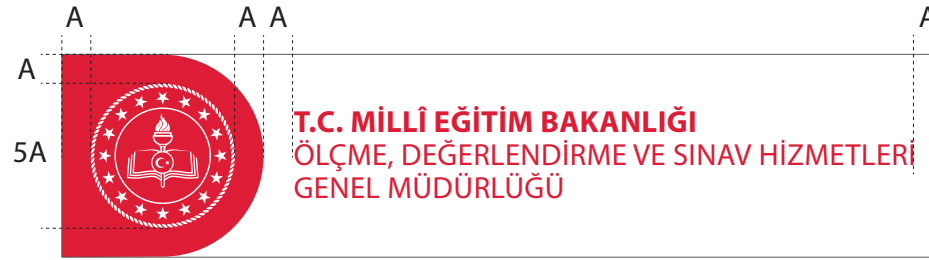 A A A A
A
5A
T.C. MİLLÎ EĞİTİM BAKANLIĞI
ÖLÇME, DEĞERLENDİRME VE SINAV HİZMETLERİ
GENEL MÜDÜRLÜĞÜ